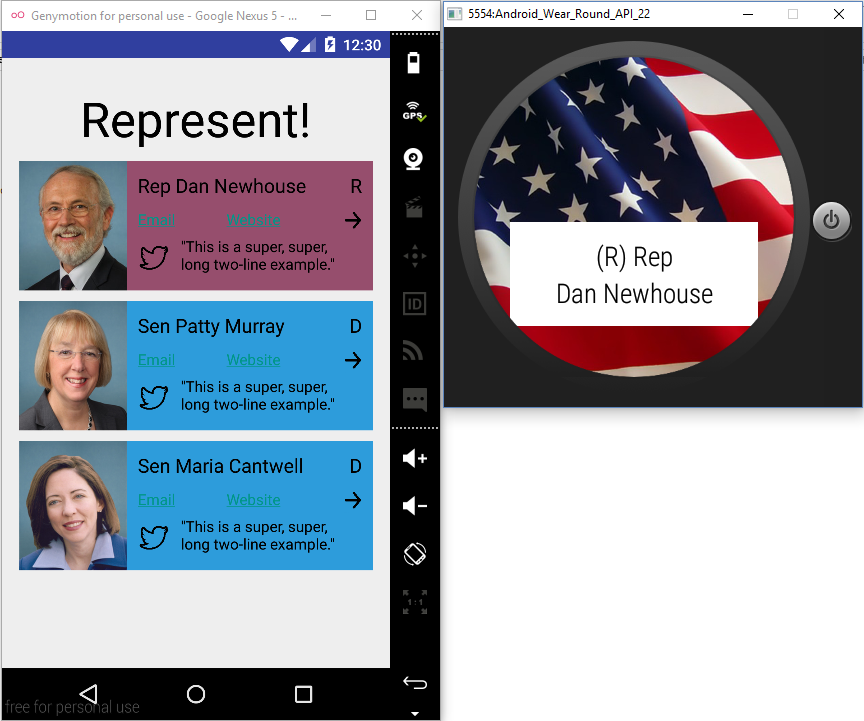 Genymotion for personal use - Google Nexus 5 - ...
12:30
GPS
Represent!
Rep Dan Newhouse R
Email Website
"This is a super, super,
long two-line example."
Sen Patty Murray D
Email Website
"This is a super, super,
long two-line example."
Sen Maria Cantwell D
Email Website
"This is a super, super,
long two-line example."
ID
1:1
free for personal use
5554:Android_Wear_Round_API_22
(R) Rep
Dan Newhouse